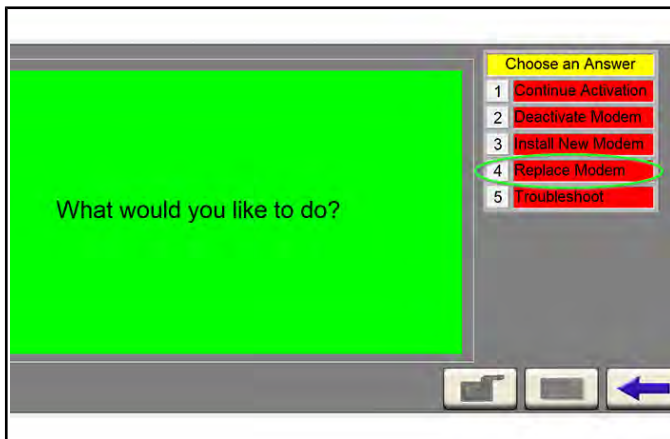 What would you like to do?
Choose an Answer
1 Continue Activation
2 Deactivate Modem
3 Install New Modem
4 Replace Modem
5 Troubleshoot